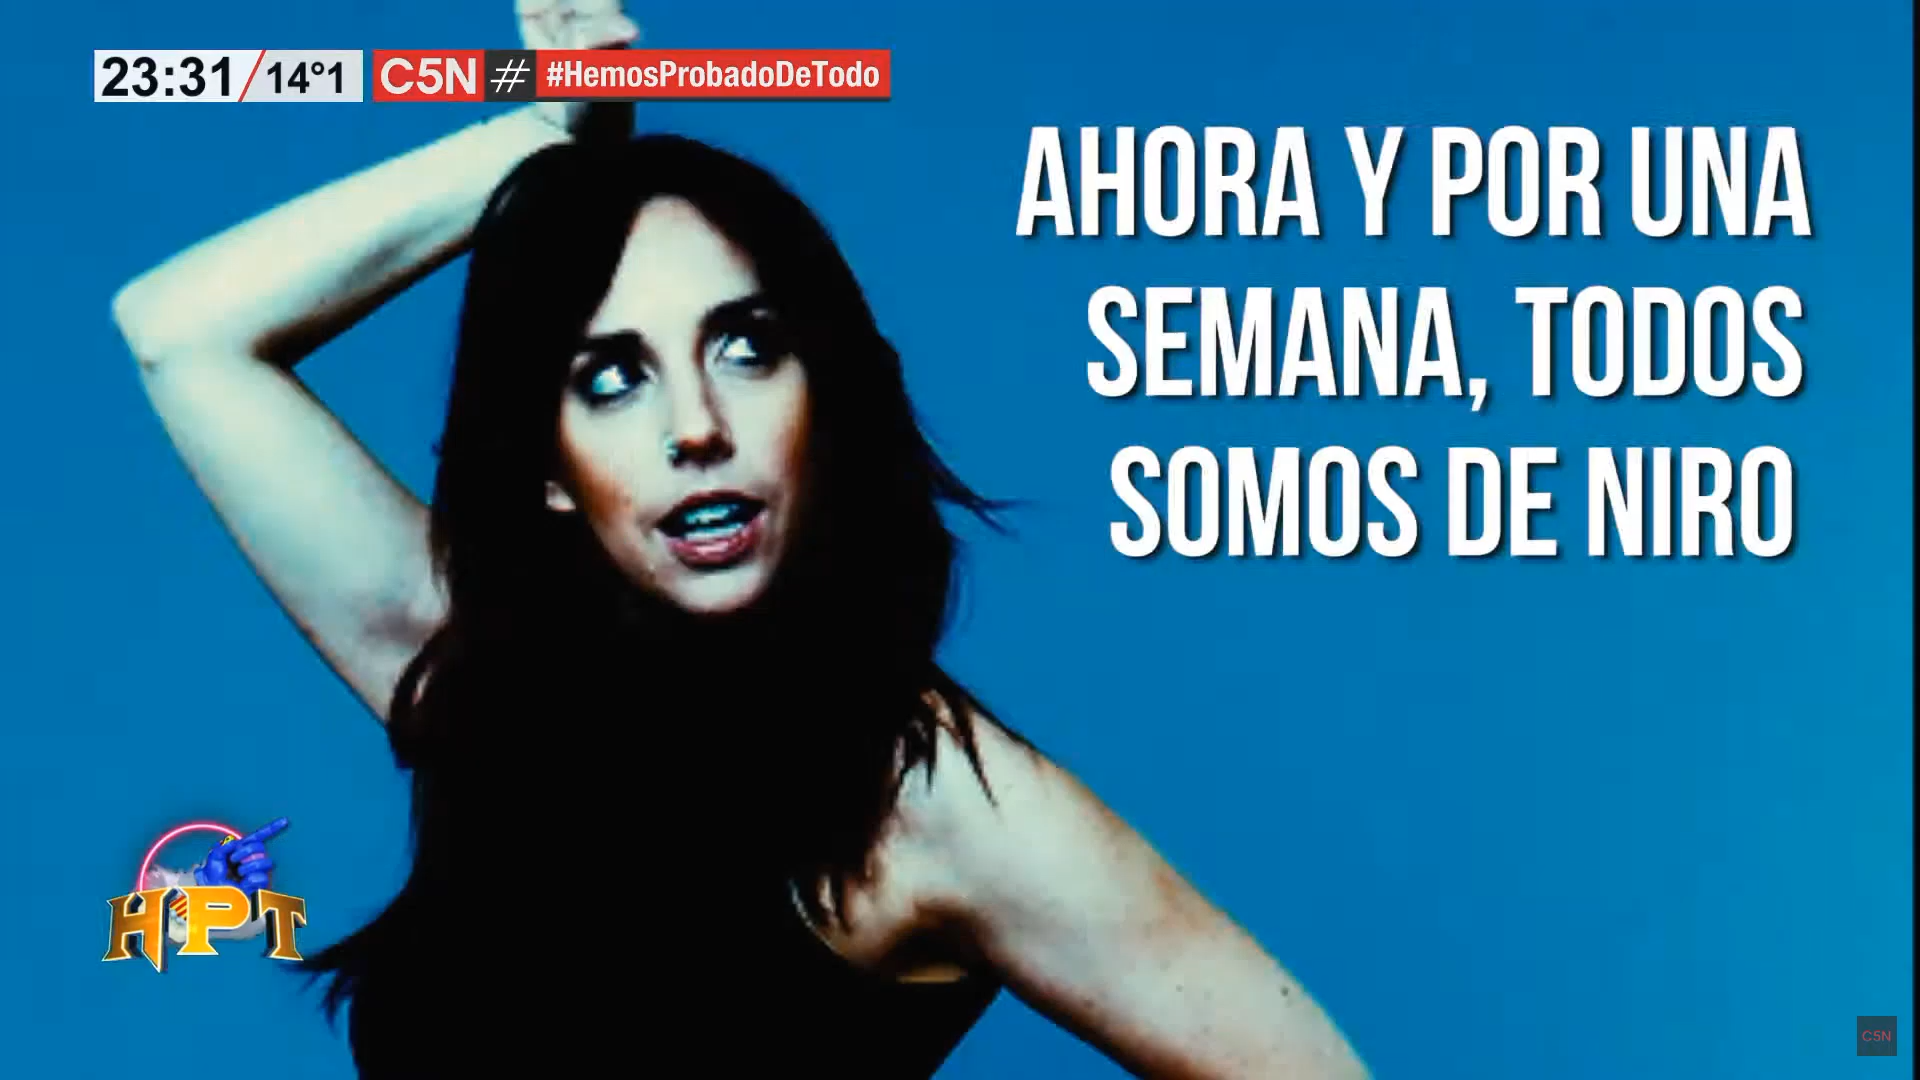 23:31/14°1 C5N # #HemosProbadoDeTodo
AHORA Y POR UNA
SEMANA, TODOS
SOMOS DE NIRO
HPT
C5N